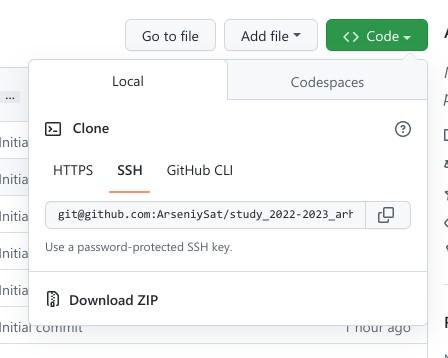 Go to file
Add file
Code
Local
Codespaces
...
Clone
HTTPS
SSH
GitHub CLI
git@github.com:ArseniySat/study_2022-2023_arh
Use a password-protected SSH key.
Download ZIP
Initia
Initia
Initia
Initia
Initia
Initial commit
1 hour ago